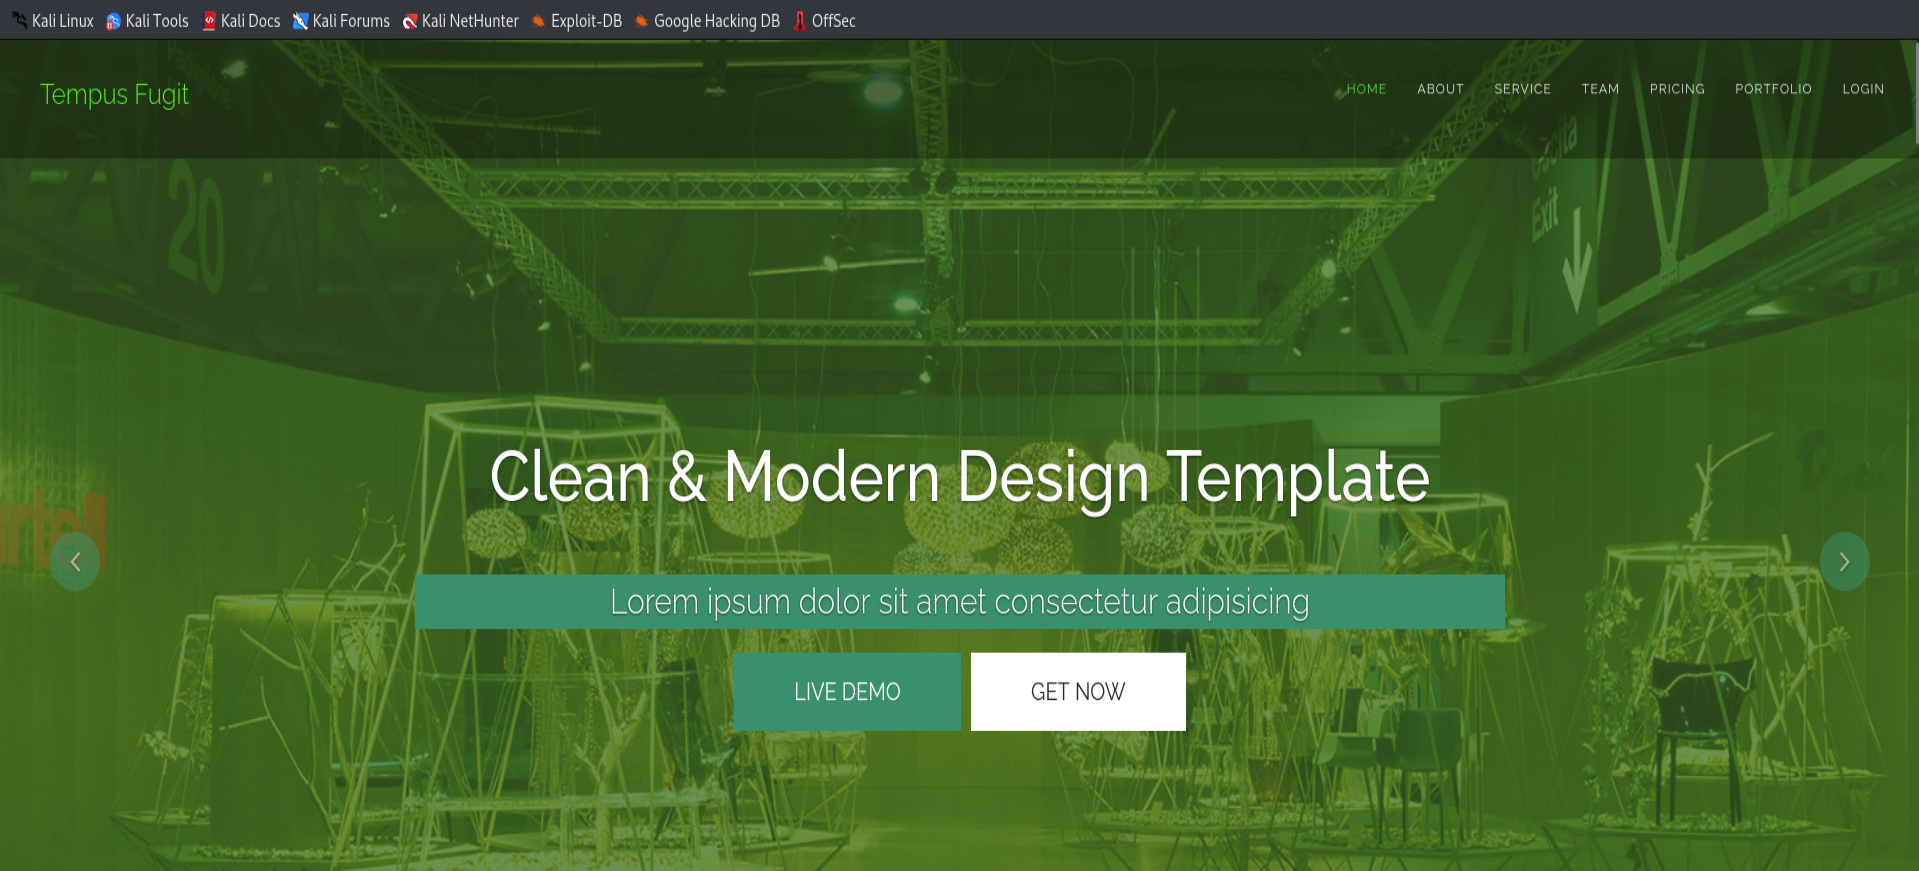 Kali Linux Kali Tools Kali Docs Kali Forums Kali NetHunter Exploit-DB Google Hacking DB OffSec
Tempus Fugit
HOME ABOUT SERVICE TEAM PRICING PORTFOLIO LOGIN
20
Exit
Clean & Modern Design Template
Lorem ipsum dolor sit amet consectetur adipisicing
LIVE DEMO GET NOW